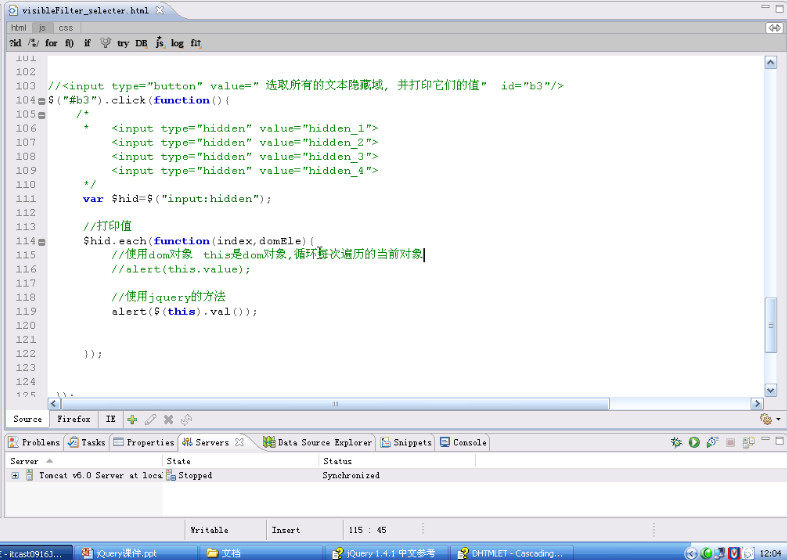 visibleFilter_selecter.html
html js css
?id /*/ for f() if try DB js log
101
102
103 //<input type="button" value=" 选取所有的文本隐藏域, 并打印它们的值" id="b3"/>
104 $("#b3").click(function(){
105 /*
106 * <input type="hidden" value="hidden_1">
107 <input type="hidden" value="hidden_2">
108 <input type="hidden" value="hidden_3">
109 <input type="hidden" value="hidden_4">
110 */
111 var $hid=$("input:hidden");
112
113 //打印值
114 $hid.each(function(index,domEle){
115 //使用dom对象 this是dom对象,循环每次遍历的当前对象
116 //alert(this.value);
117
118 //使用jquery的方法
119 alert($(this).val());
120
121
122 });
123
124
125 });
Source Firefox IE
Problems Tasks Properties Servers Data Source Explorer Snippets Console
Server State Status
Tomcat v6.0 Server at loca Stopped Synchronized
Writable Insert 115 : 45
E - itcast0916J... jQuery课件.ppt 文档 jQuery 1.4.1 中文参考 DHTMLET - Cascading... 12:04